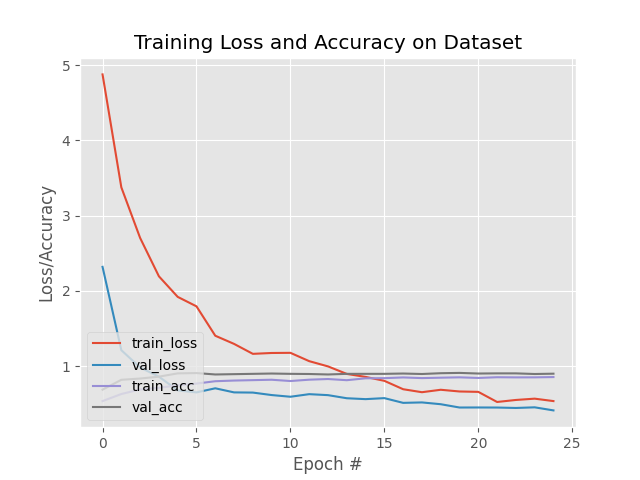 Training Loss and Accuracy on Dataset
5
4
3
2
1
Loss/Accuracy
train_loss
val_loss
train_acc
val_acc
0 5 10 15 20 25
Epoch #